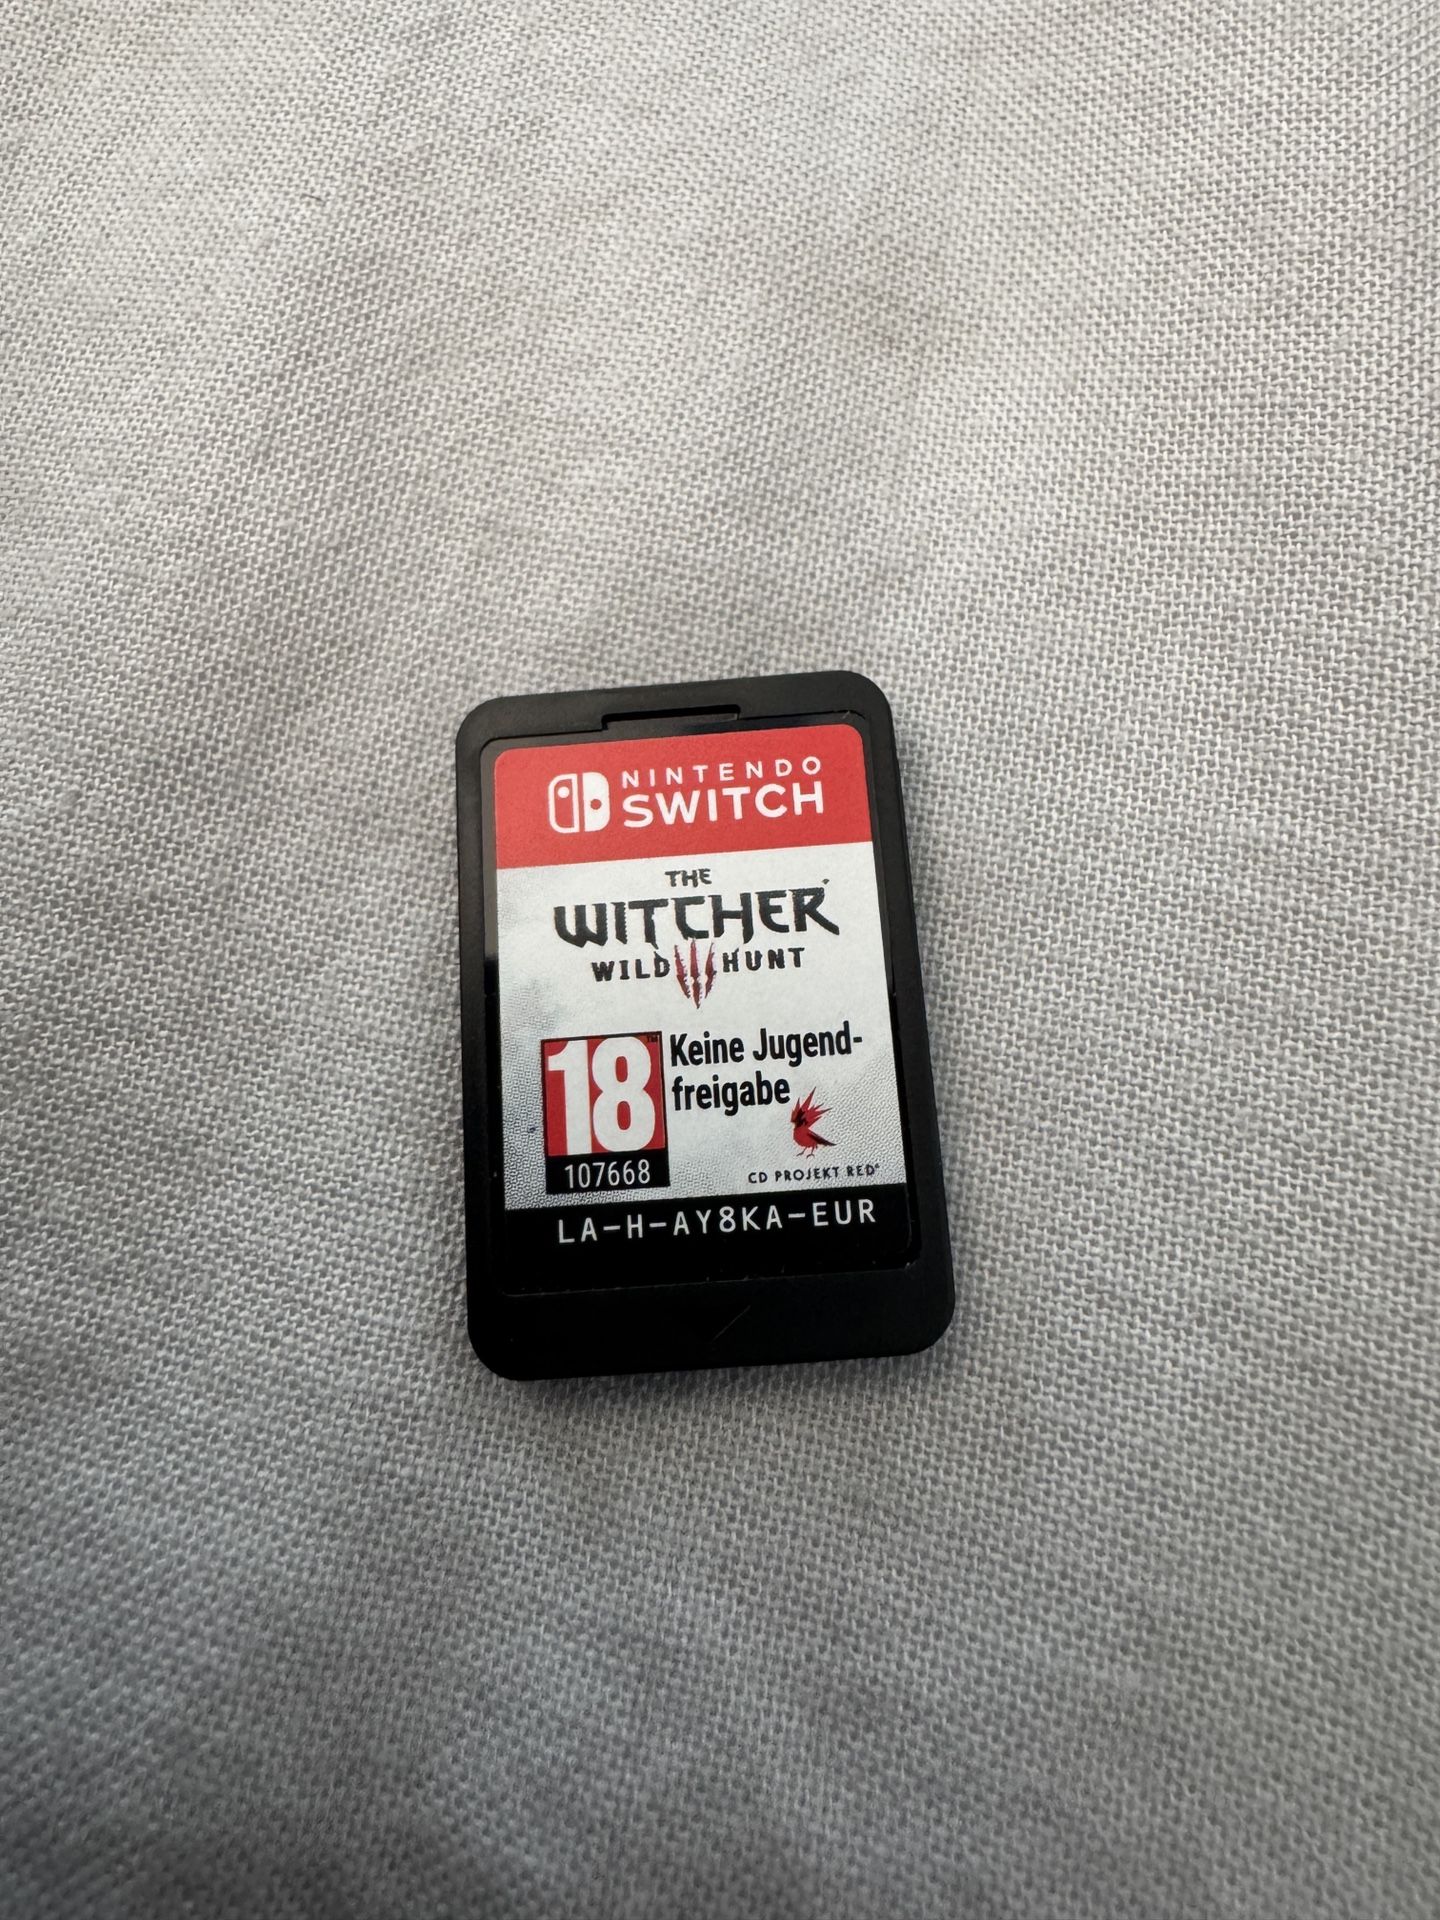 NINTENDO
SWITCH
THE
WITCHER
WILD HUNT
18
Keine Jugend-
freigabe
107668
CD PROJEKT RED®
LA-H-AY8KA-EUR